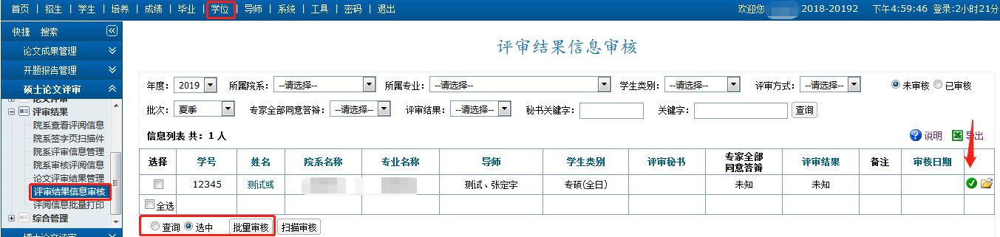 首页 | 招生 | 学生 | 培养 | 成绩 | 毕业 | 学位 | 导师 | 系统 | 工具 | 密码 | 退出
欢迎您 2018-20192 下午4:59:46 登录:2小时21分
快捷 搜索
论文成果管理
开题报告管理
硕士论文评审
论文评审
评审结果
院系查看评阅信息
院系签字页扫描件
院系评审信息管理
院系审核评阅信息
论文评审结果管理
评审结果信息审核
评阅信息批量打印
综合管理
博士论文评审
评审结果信息审核
年度: 2019 所属院系: --请选择-- 所属专业: --请选择-- 学生类别: --请选择-- 评审方式: --请选择-- 未审核 已审核
批次: 夏季 专家全部同意答辩: --请选择-- 评审结果: --请选择-- 秘书关键字: 关键字: 查询
信息列表 共: 1 人 说明 导出
选择 学号 姓名 院系名称 专业名称 导师 学生类别 评审秘书 专家全部同意答辩 评审结果 备注 审核日期
12345 测试或 测试、张定宇 专硕(全日) 未知 未知
全选
查询 选中 批量审核 扫描审核